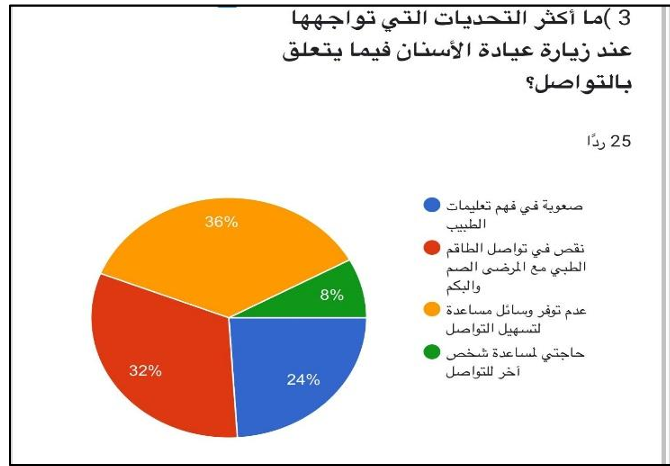 3 )ما أكثر التحديات التي تواجهها
عند زيارة عيادة الأسنان فيما يتعلق
بالتواصل؟
25 ردًا
36%
8%
32%
24%
صعوبة في فهم تعليمات
الطبيب
نقص في تواصل الطاقم
الطبي مع المرضى الصم
والبكم
عدم توفر وسائل مساعدة
لتسهيل التواصل
حاجتي لمساعدة شخص
آخر للتواصل